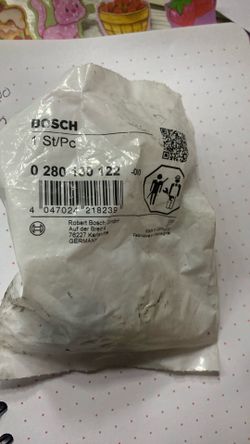 BOSCH
1 St/Pc
0 280 130 122 -0I0
4 047024 218239
Robert Bosch GmbH
Auf der Breit 4
76227 Karlsruhe
GERMANY